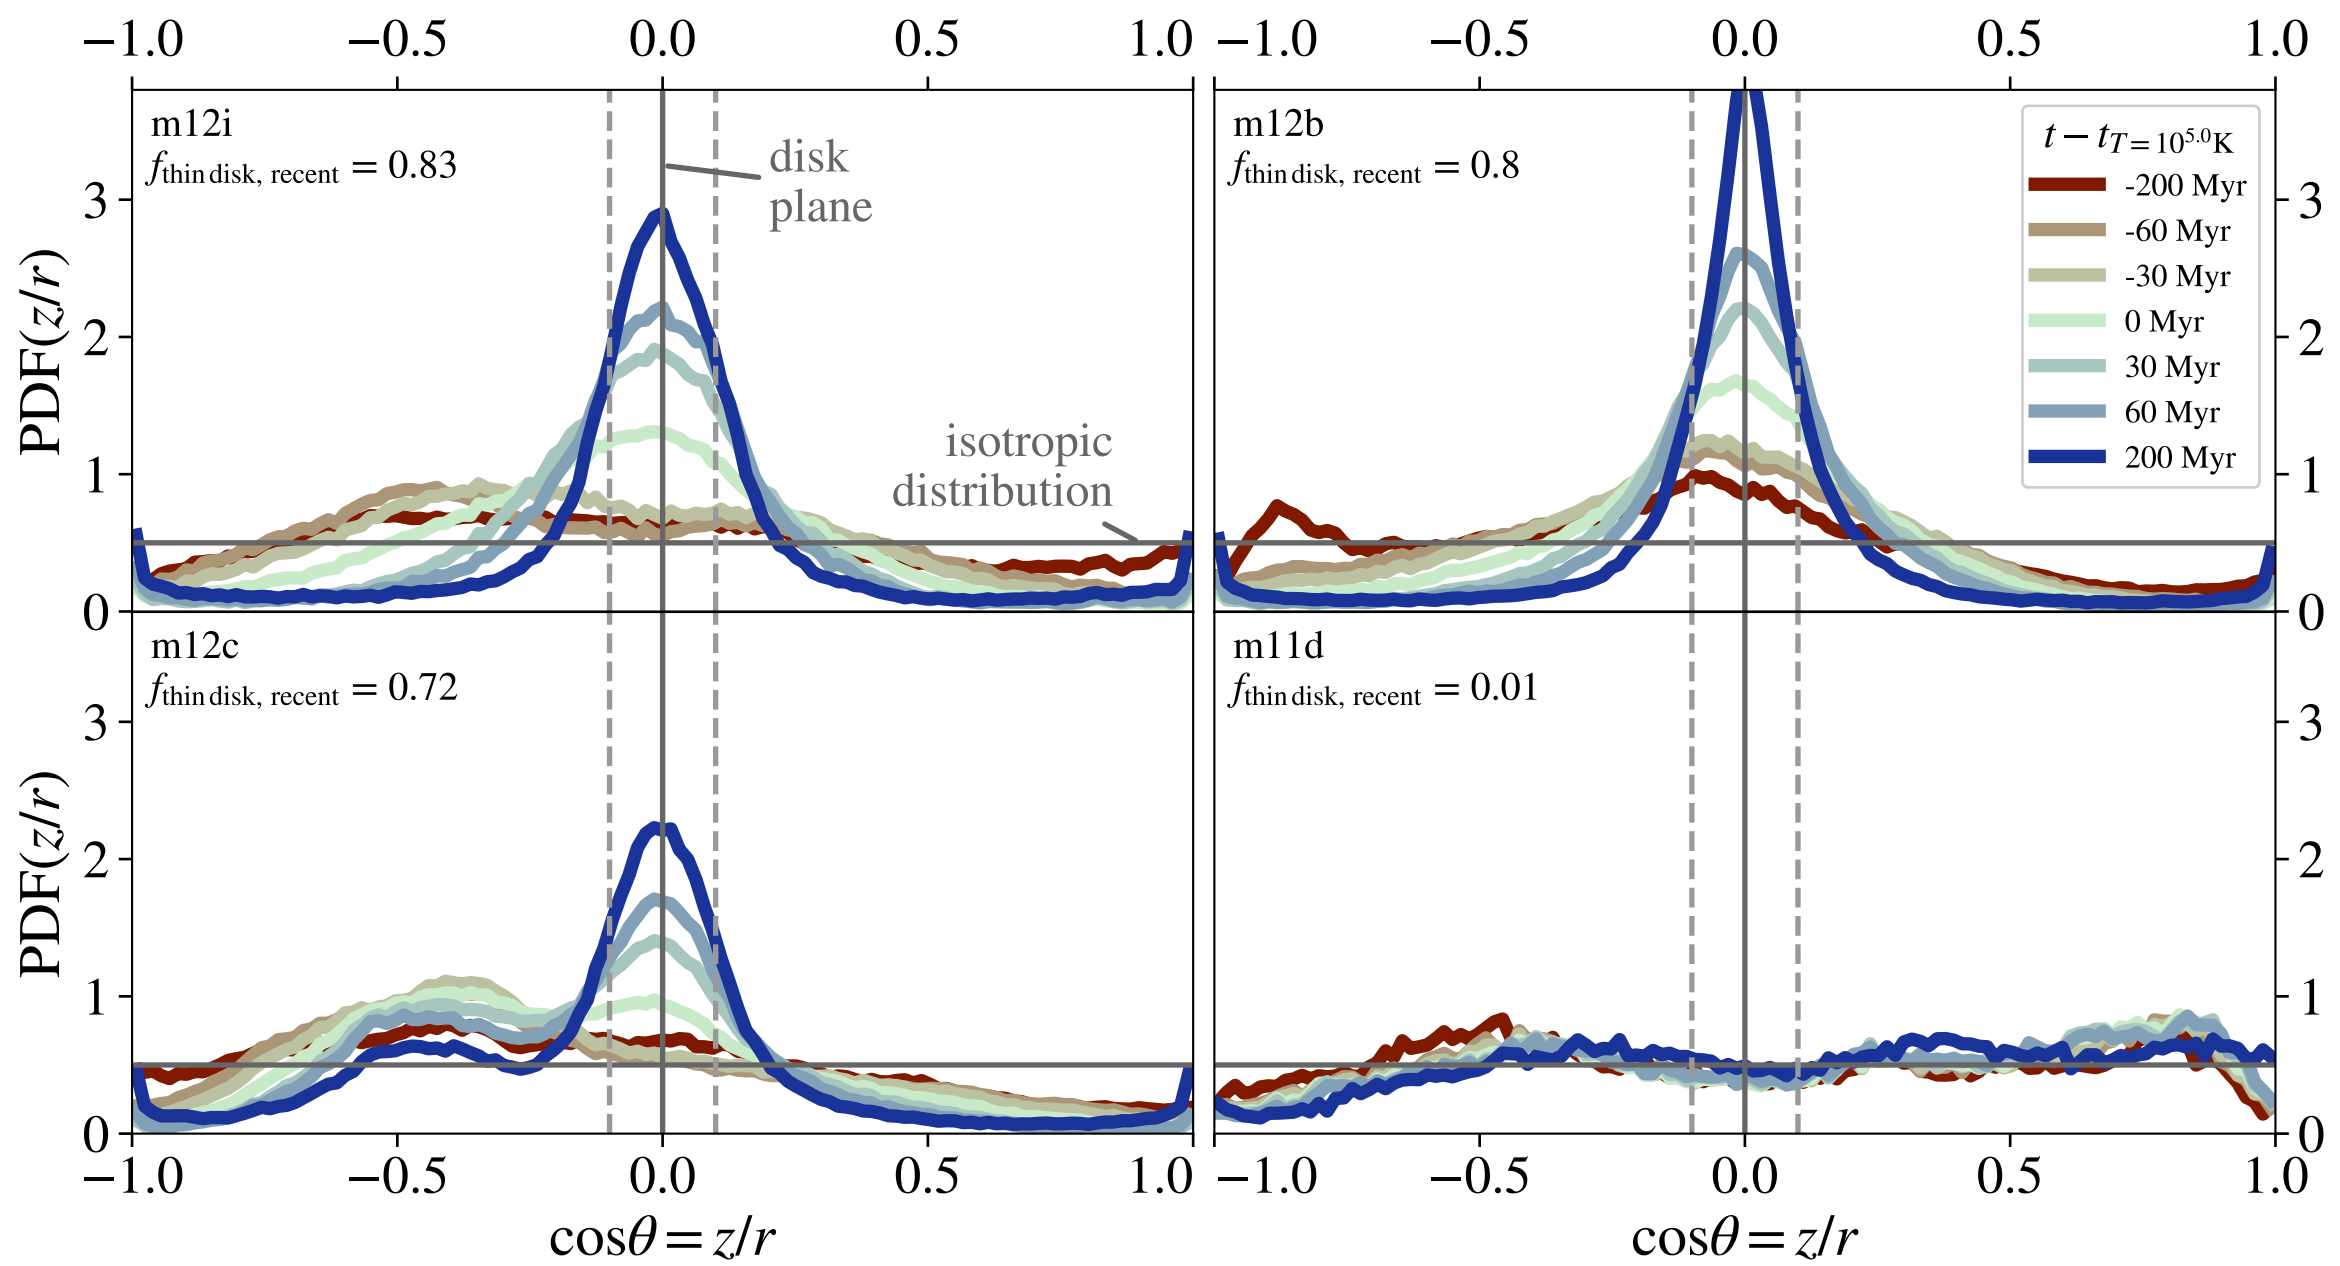 −1.0 −0.5 0.0 0.5 1.0 −1.0 −0.5 0.0 0.5 1.0
m12i
f_thin disk, recent = 0.83
disk
plane
isotropic
distribution
PDF(z/r)
3
2
1
0
m12b
f_thin disk, recent = 0.8
t − t_T=10^5.0K
-200 Myr
-60 Myr
-30 Myr
0 Myr
30 Myr
60 Myr
200 Myr
3
2
1
0
m12c
f_thin disk, recent = 0.72
PDF(z/r)
3
2
1
0
m11d
f_thin disk, recent = 0.01
3
2
1
0
−1.0 −0.5 0.0 0.5 1.0 −1.0 −0.5 0.0 0.5 1.0
cosθ = z/r cosθ = z/r